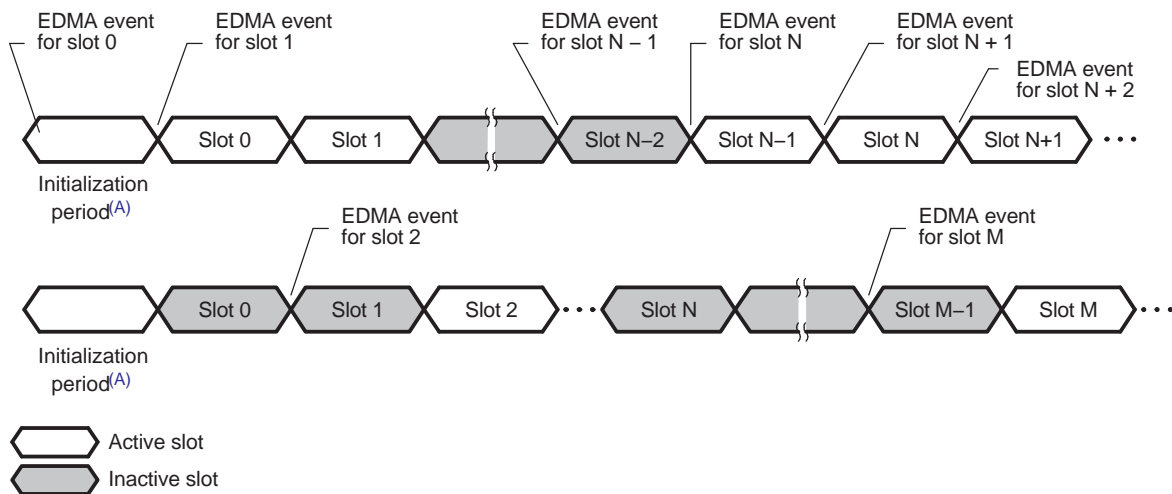 EDMA event
for slot 0
EDMA event
for slot 1
EDMA event
for slot N – 1
EDMA event
for slot N
EDMA event
for slot N + 1
EDMA event
for slot N + 2
Slot 0
Slot 1
Slot N–2
Slot N–1
Slot N
Slot N+1
Initialization
period(A)
EDMA event
for slot 2
EDMA event
for slot M
Slot 0
Slot 1
Slot 2
Slot N
Slot M–1
Slot M
Initialization
period(A)
Active slot
Inactive slot